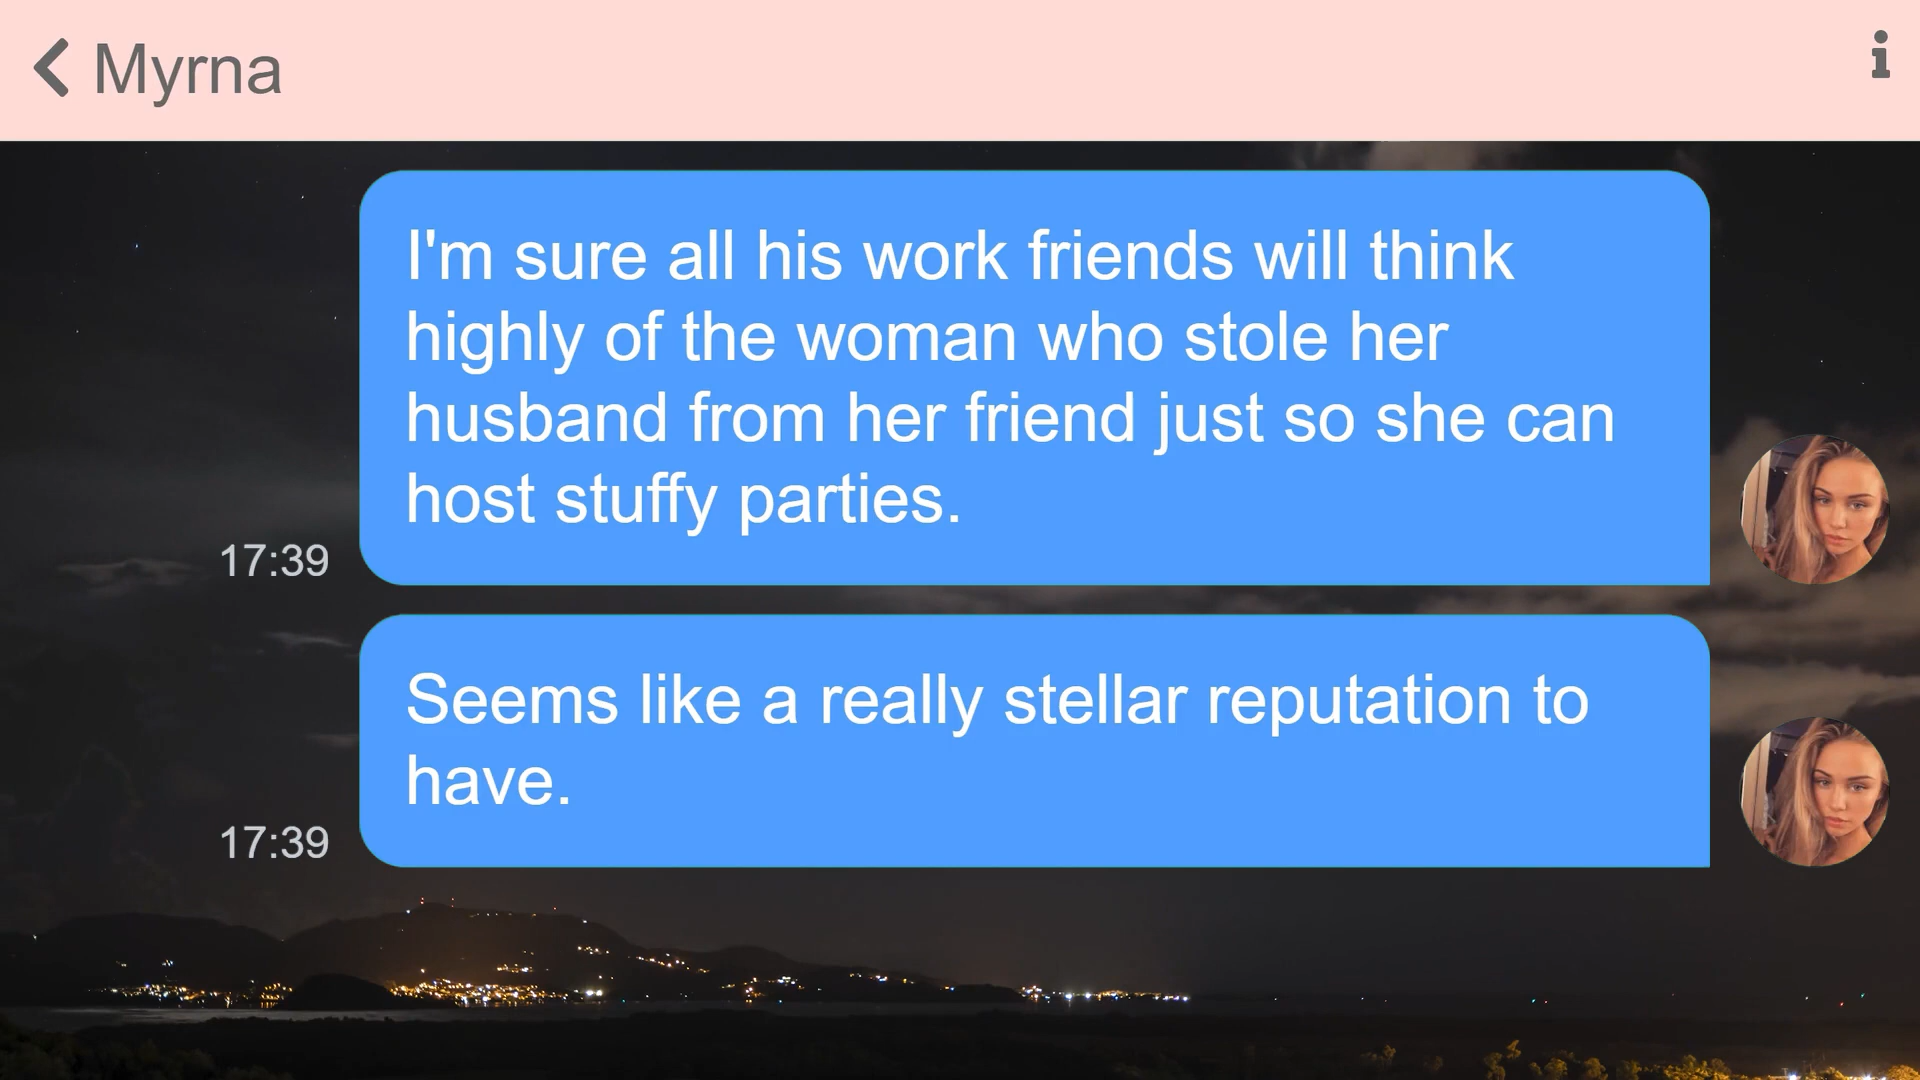 Myrna
I'm sure all his work friends will think
highly of the woman who stole her
husband from her friend just so she can
host stuffy parties.
17:39
Seems like a really stellar reputation to
have.
17:39